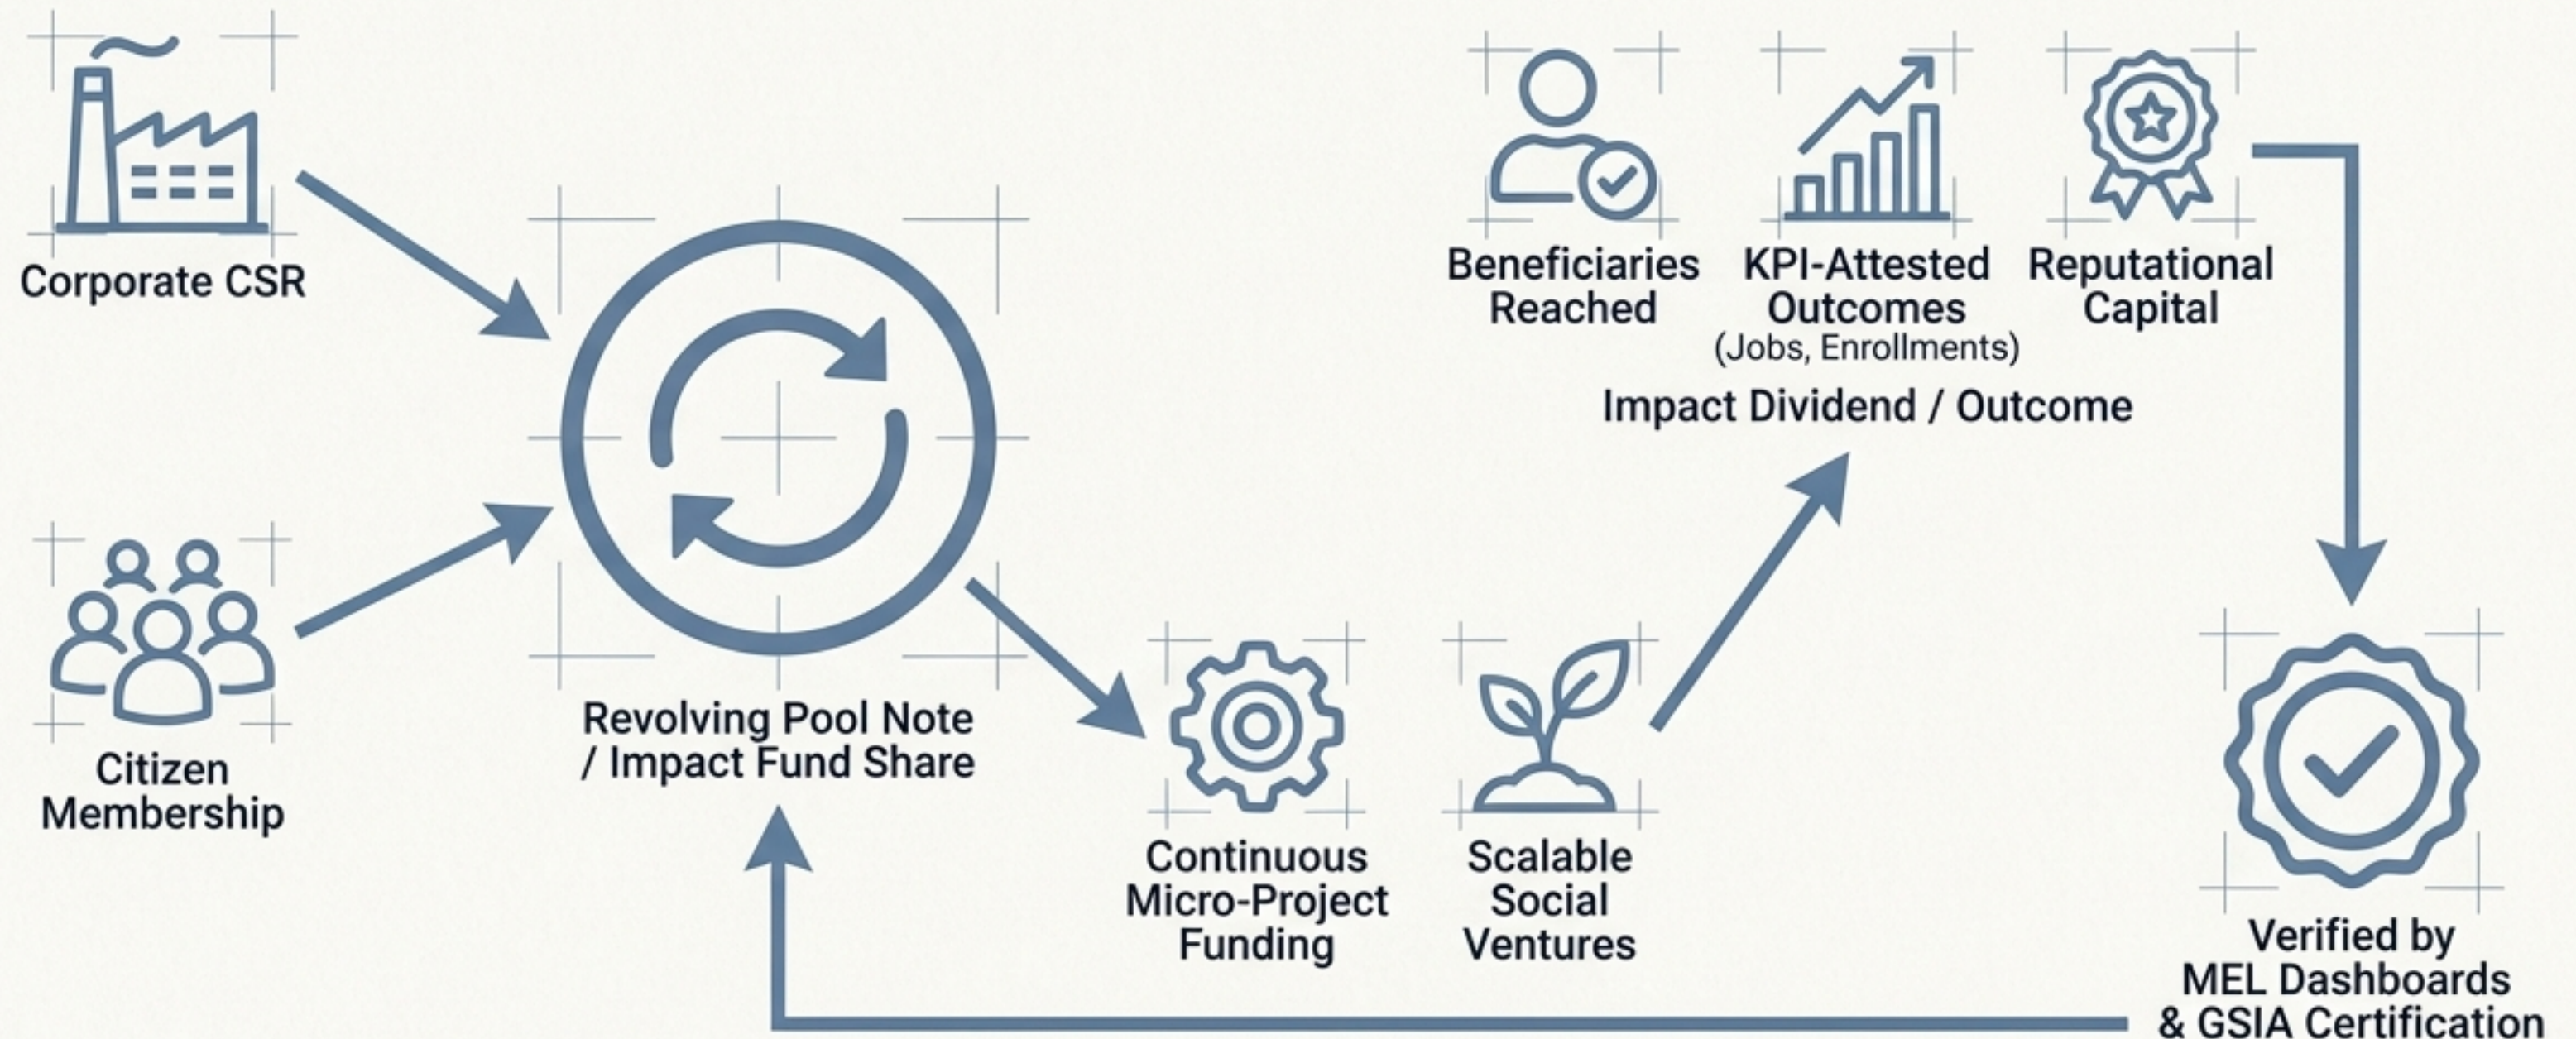 Corporate CSR
Citizen
Membership
Revolving Pool Note
/ Impact Fund Share
Continuous
Micro-Project
Funding
Scalable
Social
Ventures
Beneficiaries
Reached
KPI-Attested
Outcomes
(Jobs, Enrollments)
Reputational
Capital
Impact Dividend / Outcome
Verified by
MEL Dashboards
& GSIA Certification